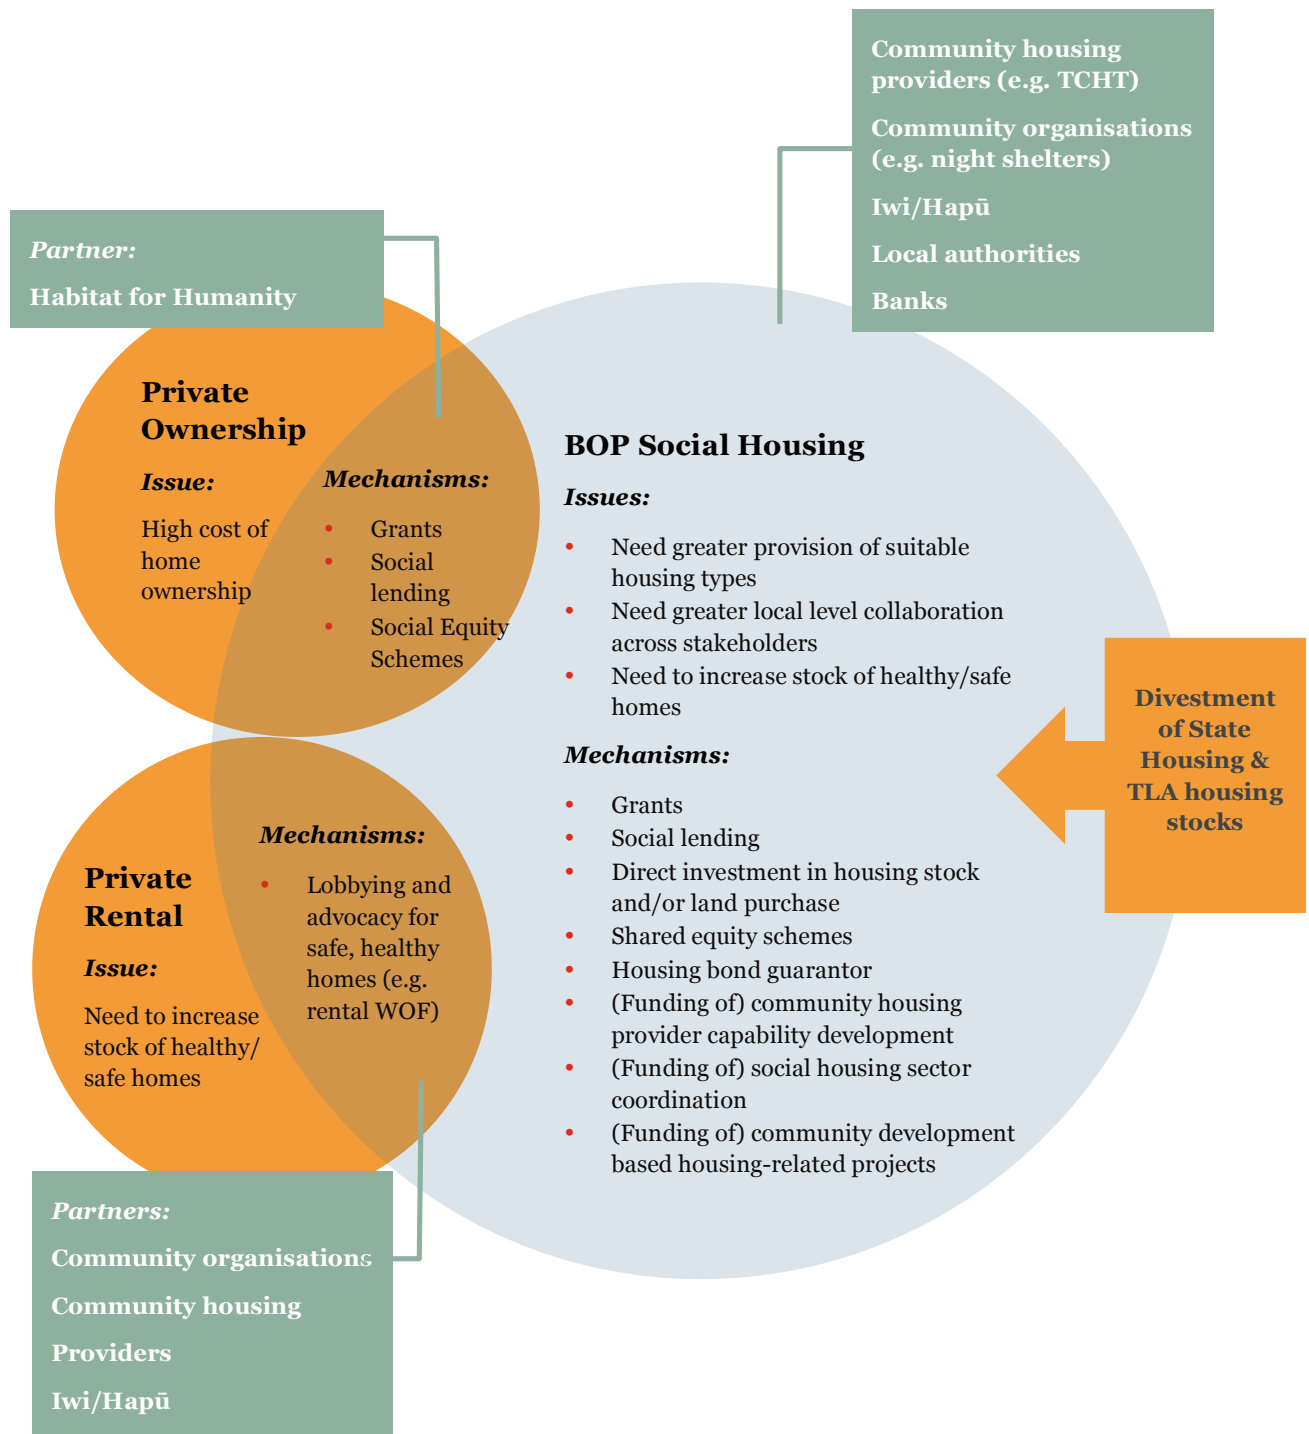 Community housing
providers (e.g. TCHT)
Community organisations
(e.g. night shelters)
Iwi/Hapū
Local authorities
Banks
Partner:
Habitat for Humanity
Private
Ownership
Issue:
High cost of
home
ownership
Mechanisms:
• Grants
• Social
lending
• Social Equity
Schemes
BOP Social Housing
Issues:
• Need greater provision of suitable
housing types
• Need greater local level collaboration
across stakeholders
• Need to increase stock of healthy/safe
homes
Mechanisms:
• Grants
• Social lending
• Direct investment in housing stock
and/or land purchase
• Shared equity schemes
• Housing bond guarantor
• (Funding of) community housing
provider capability development
• (Funding of) social housing sector
coordination
• (Funding of) community development
based housing-related projects
Divestment
of State
Housing &
TLA housing
stocks
Private
Rental
Issue:
Need to increase
stock of healthy/
safe homes
Mechanisms:
• Lobbying and
advocacy for
safe, healthy
homes (e.g.
rental WOF)
Partners:
Community organisations
Community housing
Providers
Iwi/Hapū